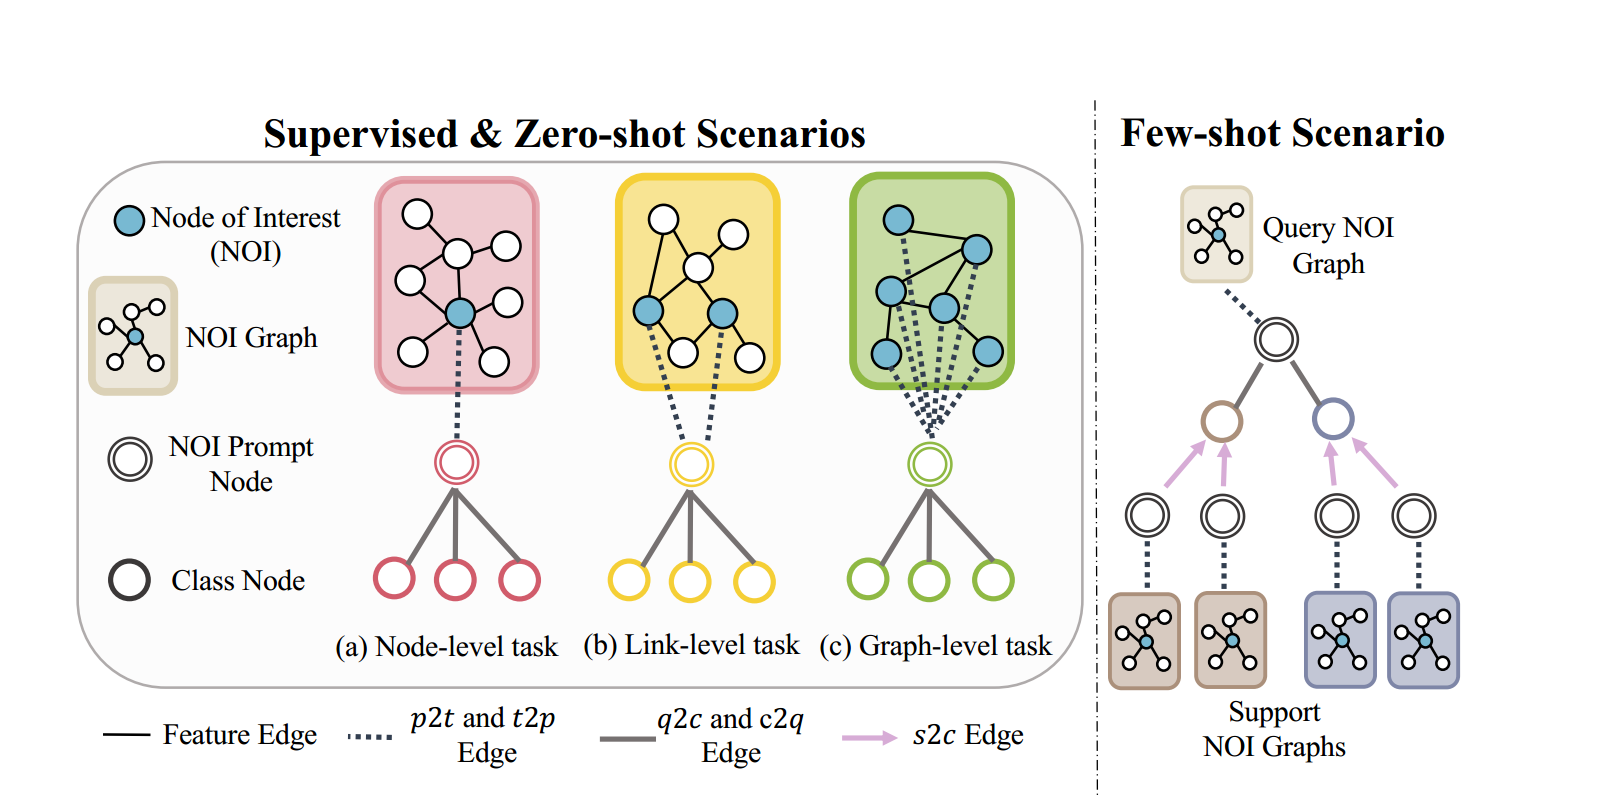 Supervised & Zero-shot Scenarios
Node of Interest
(NOI)
NOI Graph
NOI Prompt
Node
Class Node
(a) Node-level task
(b) Link-level task
(c) Graph-level task
Feature Edge
p2t and t2p
Edge
q2c and c2q
Edge
s2c Edge
Few-shot Scenario
Query NOI
Graph
Support
NOI Graphs